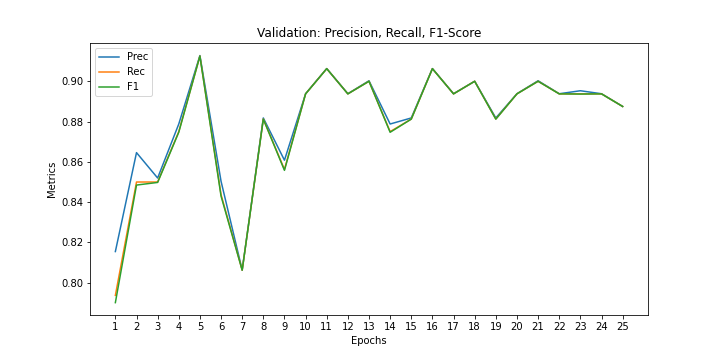 Validation: Precision, Recall, F1-Score
Prec
Rec
F1
0.90
0.88
0.86
0.84
0.82
0.80
Metrics
1 2 3 4 5 6 7 8 9 10 11 12 13 14 15 16 17 18 19 20 21 22 23 24 25
Epochs